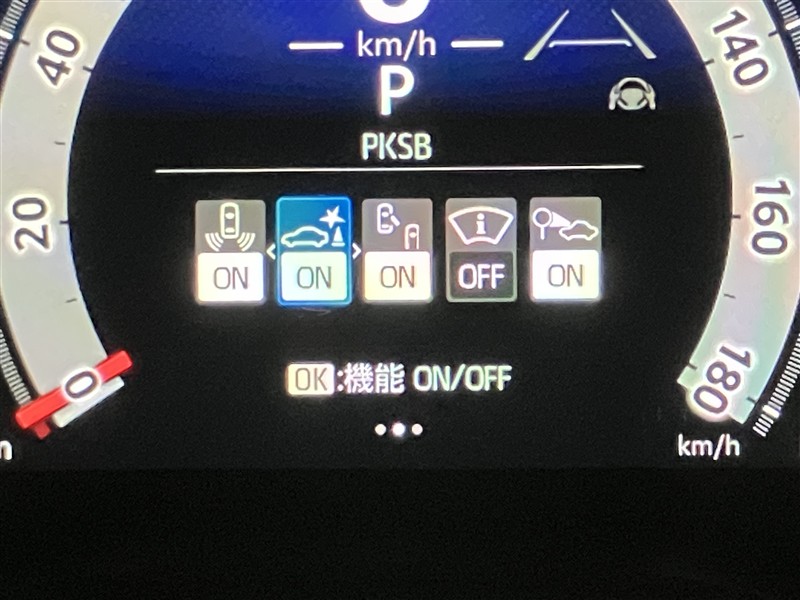 0
km/h
P
PKSB
ON ON ON OFF ON
OK:機能 ON/OFF
40
20
0
140
160
180
km/h